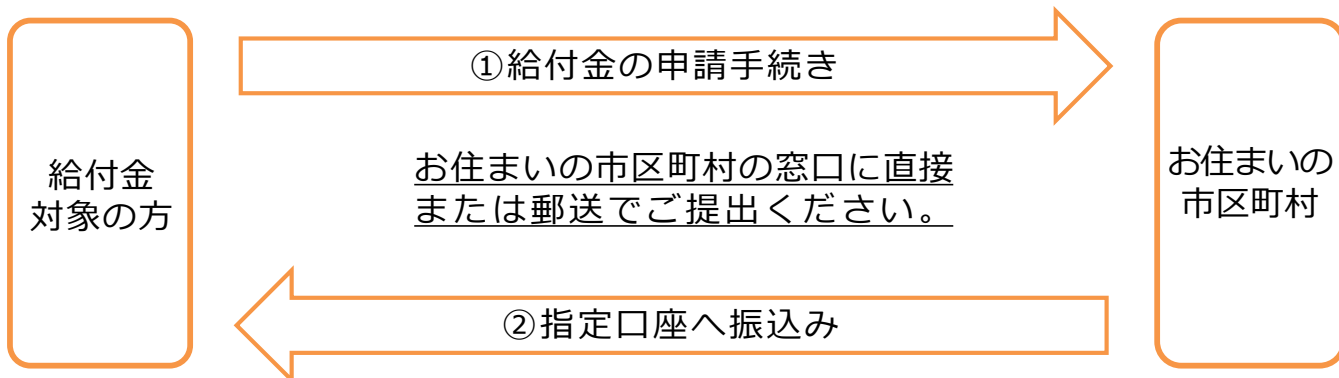 ①給付金の申請手続き
給付金
対象の方
お住まいの市区町村の窓口に直接
または郵送でご提出ください。
お住まいの
市区町村
②指定口座へ振込み